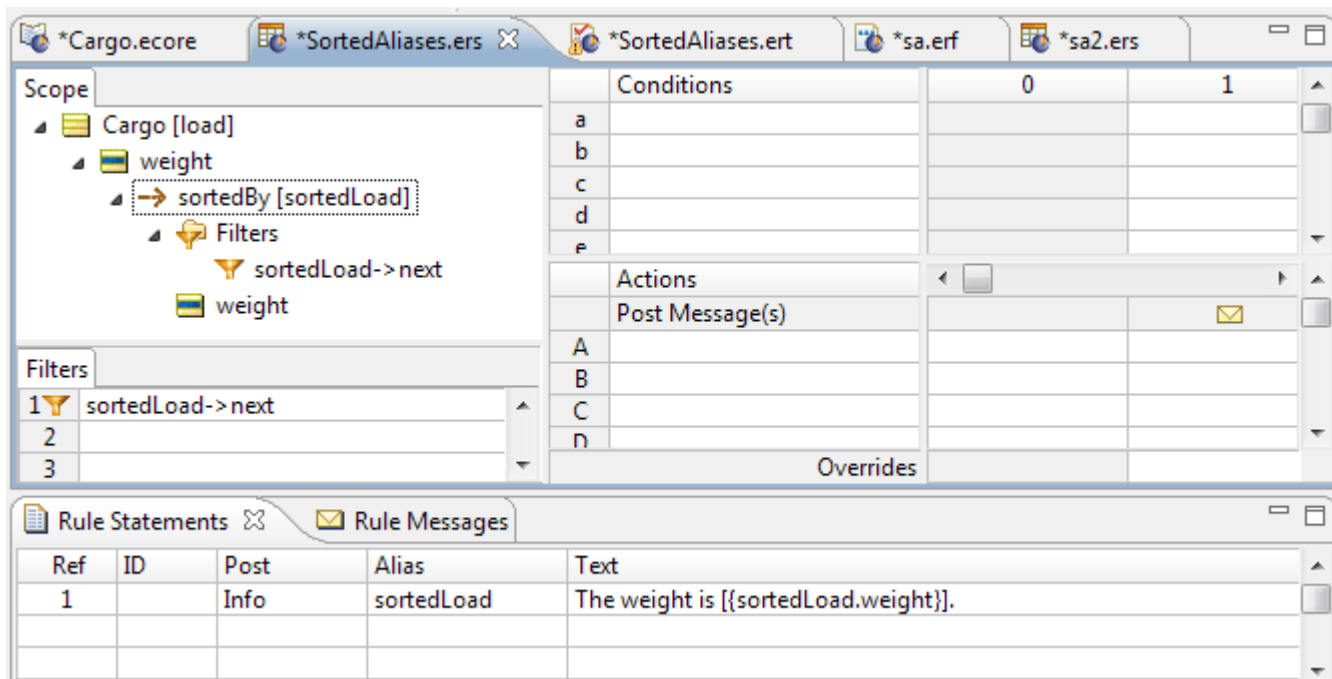 *Cargo.ecore *SortedAliases.ers *SortedAliases.ert *sa.erf *sa2.ers
Scope
Cargo [load]
weight
sortedBy [sortedLoad]
Filters
sortedLoad->next
weight
Filters
1 sortedLoad->next
2
3
Conditions 0 1
a
b
c
d
e
Actions
Post Message(s)
A
B
C
D
Overrides
Rule Statements Rule Messages
Ref ID Post Alias Text
1 Info sortedLoad The weight is [{sortedLoad.weight}].